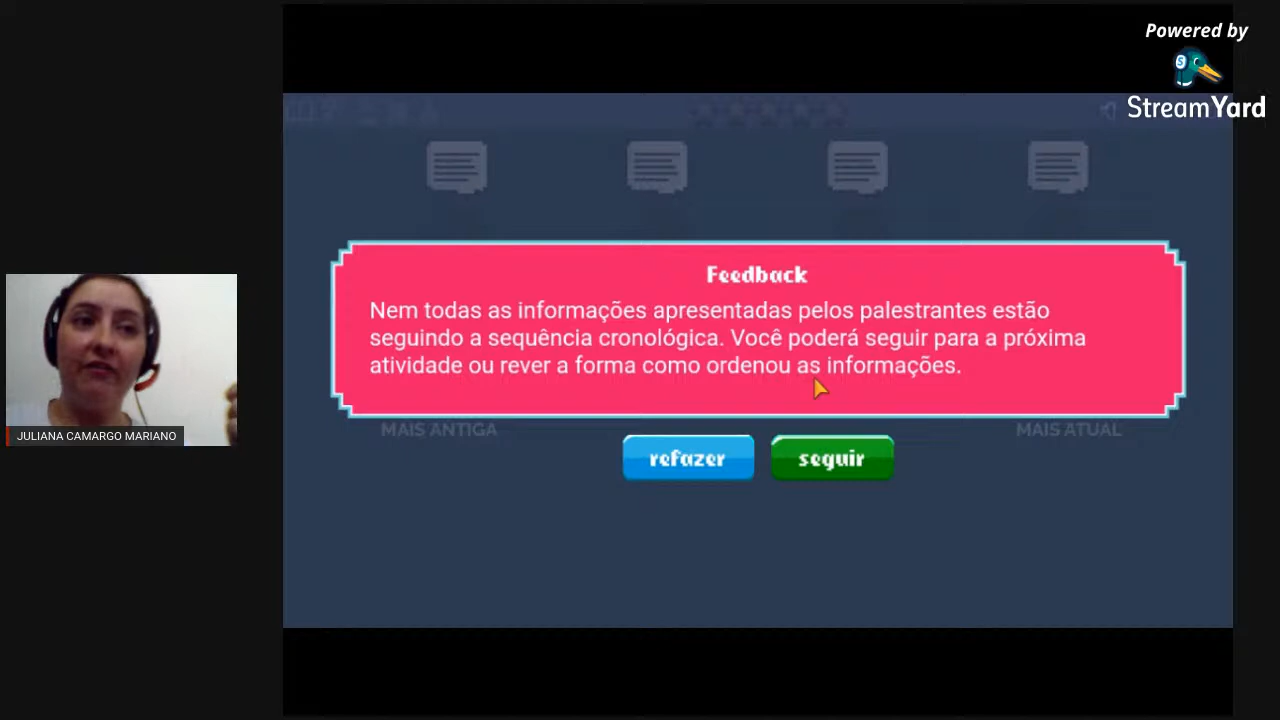 Powered by
StreamYard
Feedback
Nem todas as informações apresentadas pelos palestrantes estão
seguindo a sequência cronológica. Você poderá seguir para a próxima
atividade ou rever a forma como ordenou as informações.
MAIS ANTIGA
MAIS ATUAL
refazer
seguir
JULIANA CAMARGO MARIANO